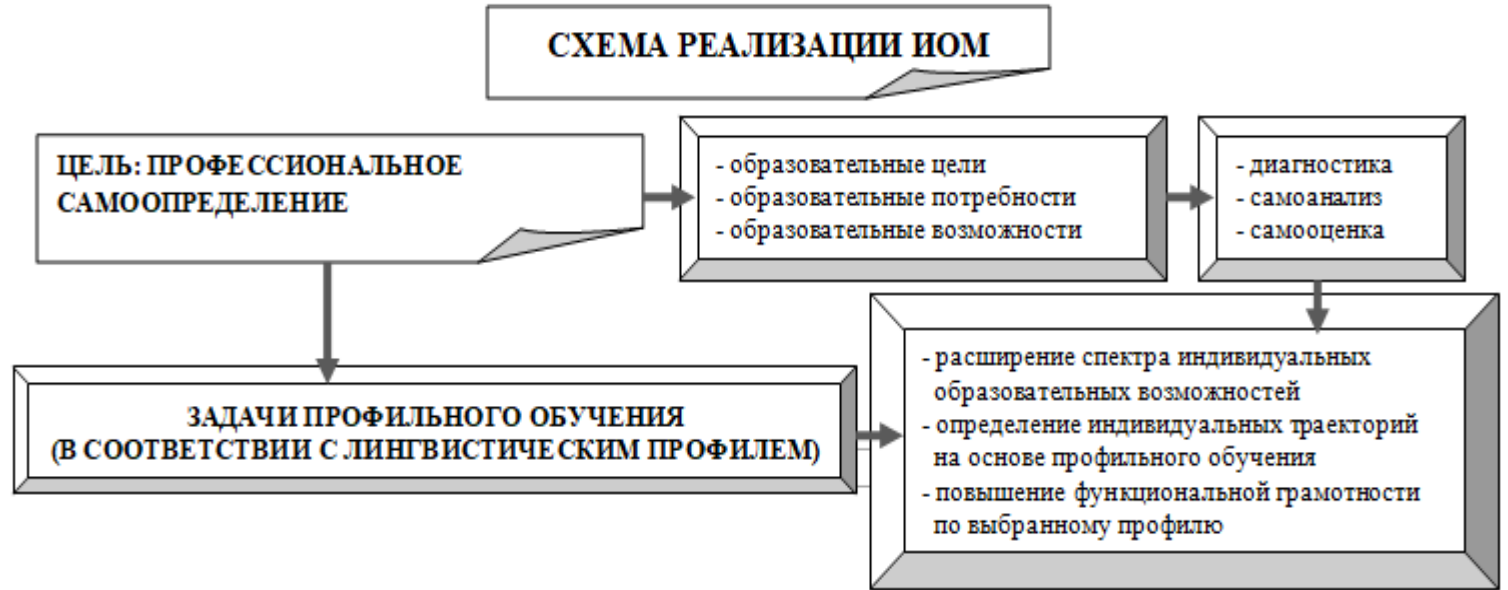 СХЕМА РЕАЛИЗАЦИИ ИОМ
ЦЕЛЬ: ПРОФЕССИОНАЛЬНОЕ
САМООПРЕДЕЛЕНИЕ
- образовательные цели
- образовательные потребности
- образовательные возможности
- диагностика
- самоанализ
- самооценка
ЗАДАЧИ ПРОФИЛЬНОГО ОБУЧЕНИЯ
(В СООТВЕТСТВИИ С ЛИНГВИСТИЧЕСКИМ ПРОФИЛЕМ)
- расширение спектра индивидуальных
образовательных возможностей
- определение индивидуальных траекторий
на основе профильного обучения
- повышение функциональной грамотности
по выбранному профилю